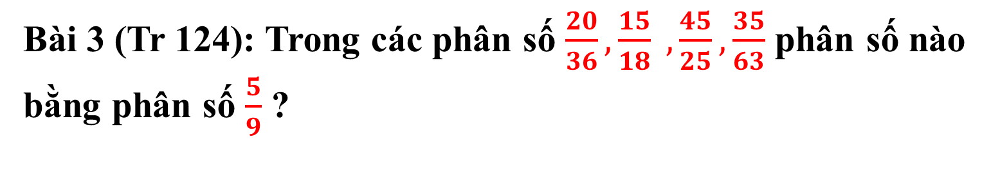 Bài 3 (Tr 124): Trong các phân số 20/36, 15/18 , 45/25, 35/63 phân số nào
bằng phân số 5/9 ?